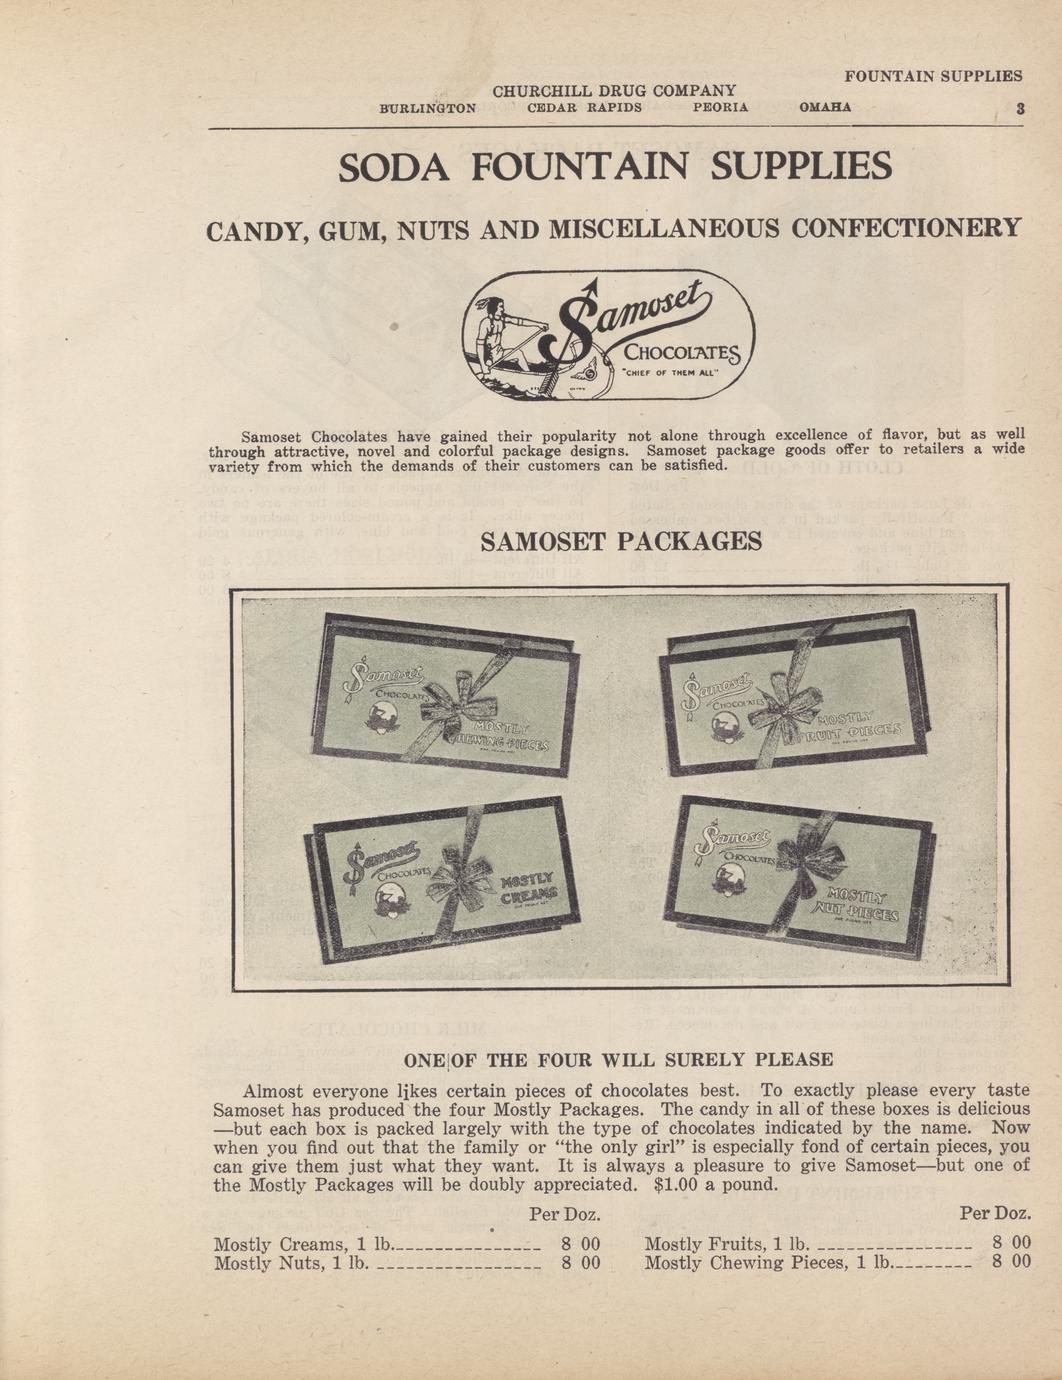 FOUNTAIN SUPPLIES
CHURCHILL DRUG COMPANY
BURLINGTON CEDAR RAPIDS PEORIA OMAHA 3
SODA FOUNTAIN SUPPLIES
CANDY, GUM, NUTS AND MISCELLANEOUS CONFECTIONERY
Samoset
CHOCOLATES
"CHIEF OF THEM ALL"
Samoset Chocolates have gained their popularity not alone through excellence of flavor, but as well
through attractive, novel and colorful package designs. Samoset package goods offer to retailers a wide
variety from which the demands of their customers can be satisfied.
SAMOSET PACKAGES
Samoset
CHOCOLATES
MOSTLY
CHEWING PIECES
Samoset
CHOCOLATES
MOSTLY
FRUIT PIECES
Samoset
CHOCOLATES
MOSTLY
CREAMS
Samoset
CHOCOLATES
MOSTLY
NUT PIECES
ONE OF THE FOUR WILL SURELY PLEASE
Almost everyone likes certain pieces of chocolates best. To exactly please every taste
Samoset has produced the four Mostly Packages. The candy in all of these boxes is delicious
—but each box is packed largely with the type of chocolates indicated by the name. Now
when you find out that the family or "the only girl" is especially fond of certain pieces, you
can give them just what they want. It is always a pleasure to give Samoset—but one of
the Mostly Packages will be doubly appreciated. $1.00 a pound.
Per Doz.
Mostly Creams, 1 lb. 8 00
Mostly Nuts, 1 lb. 8 00
Per Doz.
Mostly Fruits, 1 lb. 8 00
Mostly Chewing Pieces, 1 lb. 8 00